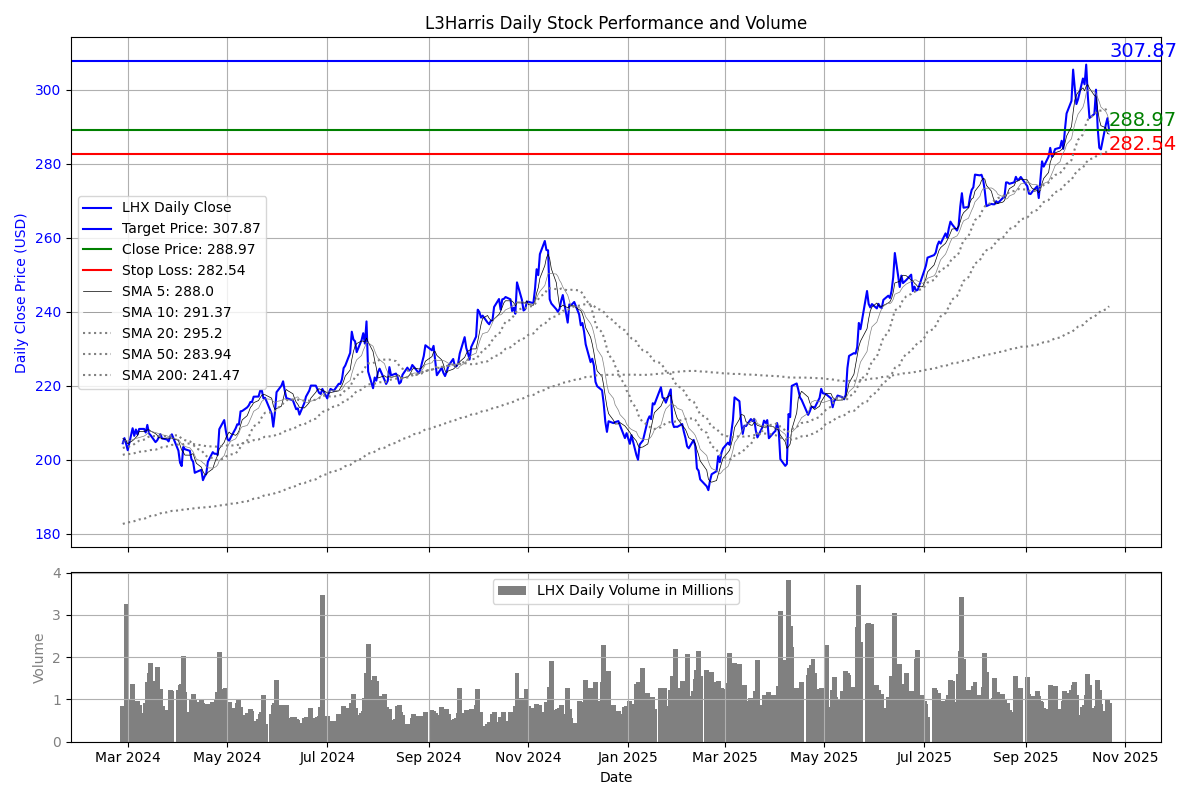 L3Harris Daily Stock Performance and Volume
307.87
288.97
282.54
Daily Close Price (USD)
300
280
260
240
220
200
180
LHX Daily Close
Target Price: 307.87
Close Price: 288.97
Stop Loss: 282.54
SMA 5: 288.0
SMA 10: 291.37
SMA 20: 295.2
SMA 50: 283.94
SMA 200: 241.47
Volume
4
3
2
1
0
LHX Daily Volume in Millions
Mar 2024 May 2024 Jul 2024 Sep 2024 Nov 2024 Jan 2025 Mar 2025 May 2025 Jul 2025 Sep 2025 Nov 2025
Date